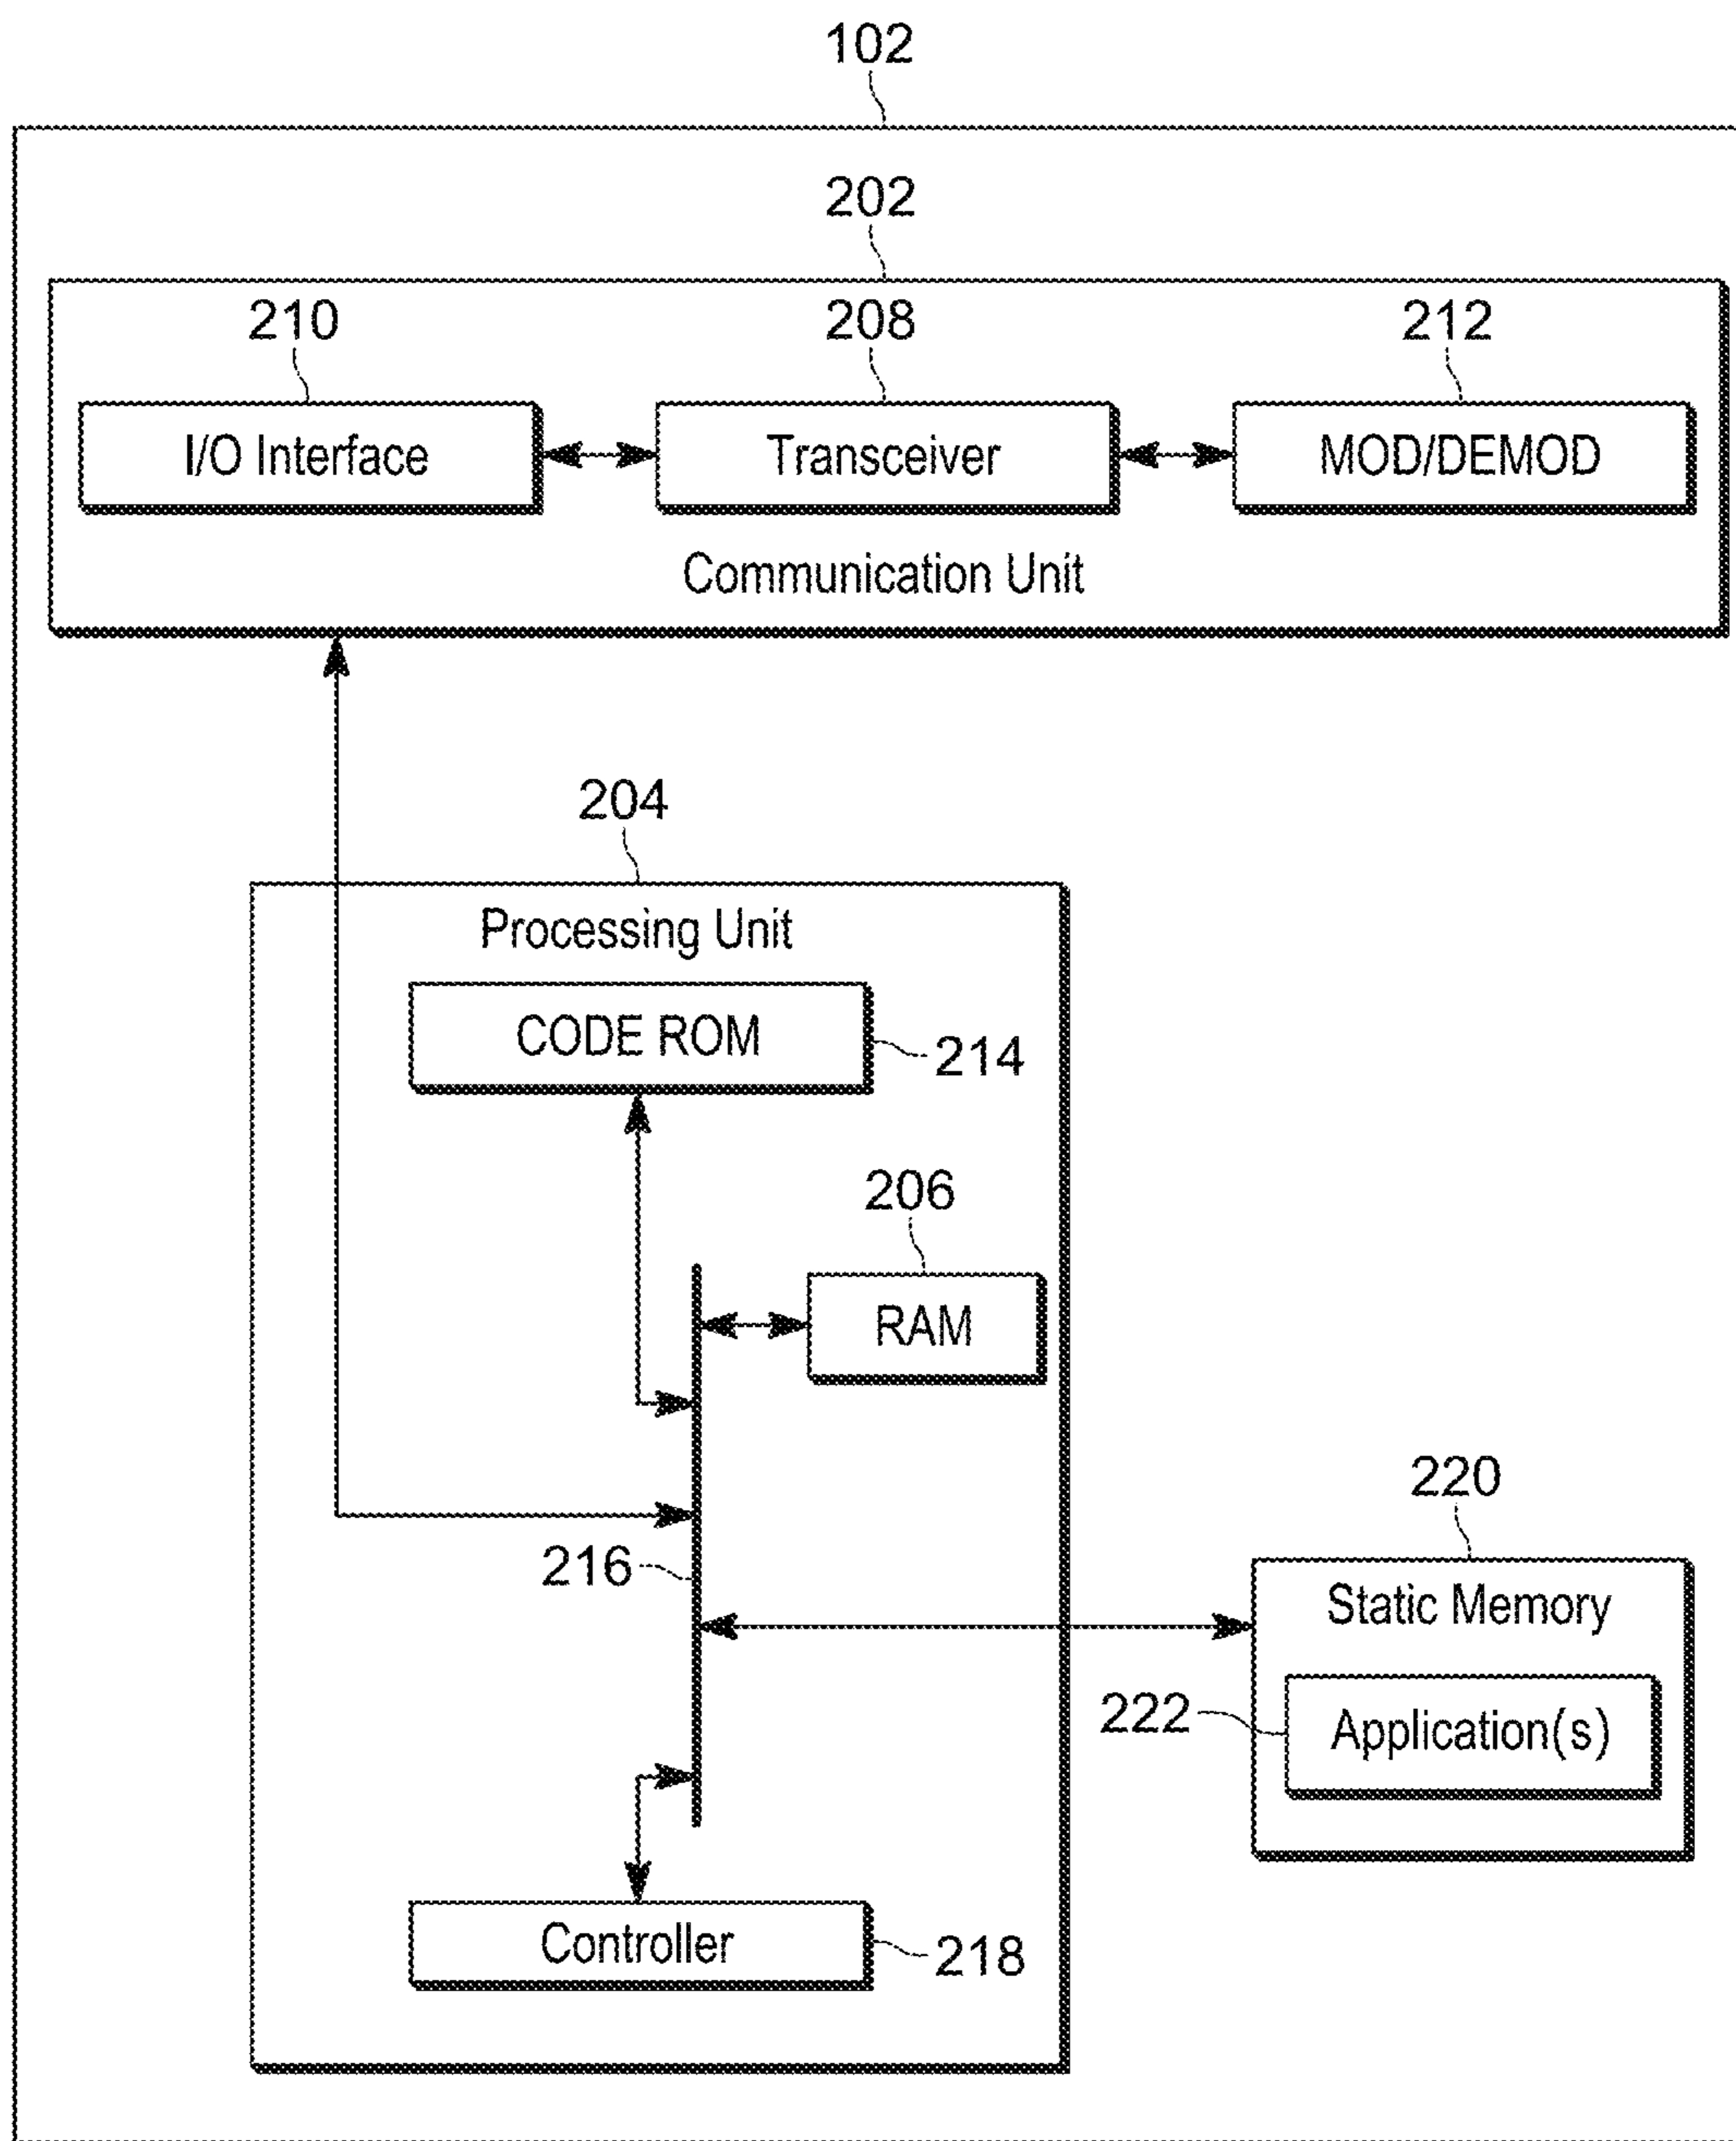 102
202
210
208
212
I/O Interface
Transceiver
MOD/DEMOD
Communication Unit
204
Processing Unit
CODE ROM
214
206
RAM
220
216
Static Memory
222
Application(s)
Controller
218